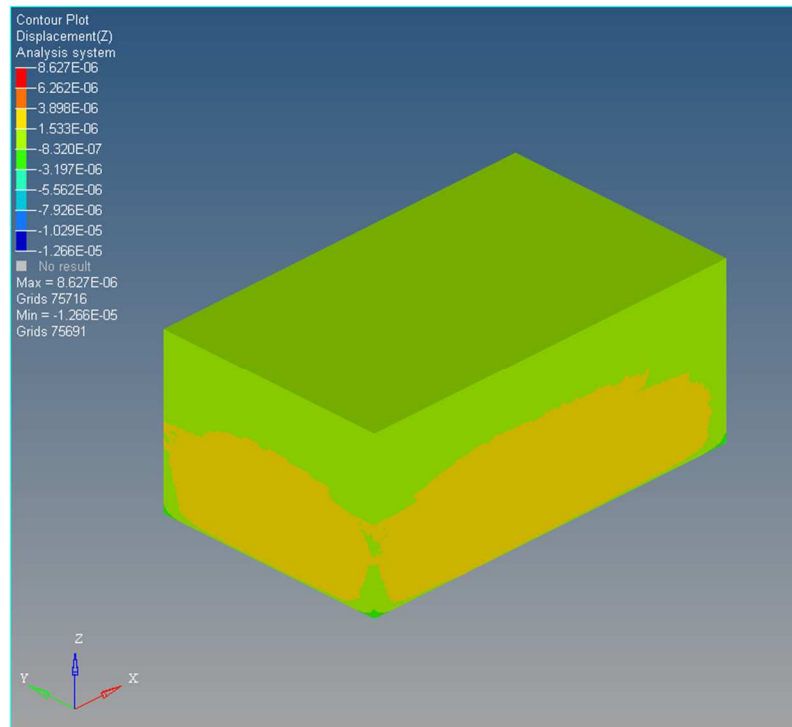 Contour Plot
Displacement(Z)
Analysis system
8.627E-06
6.262E-06
3.898E-06
1.533E-06
-8.320E-07
-3.197E-06
-5.562E-06
-7.926E-06
-1.029E-05
-1.266E-05
No result
Max = 8.627E-06
Grids 75716
Min = -1.266E-05
Grids 75691
Z
Y
X